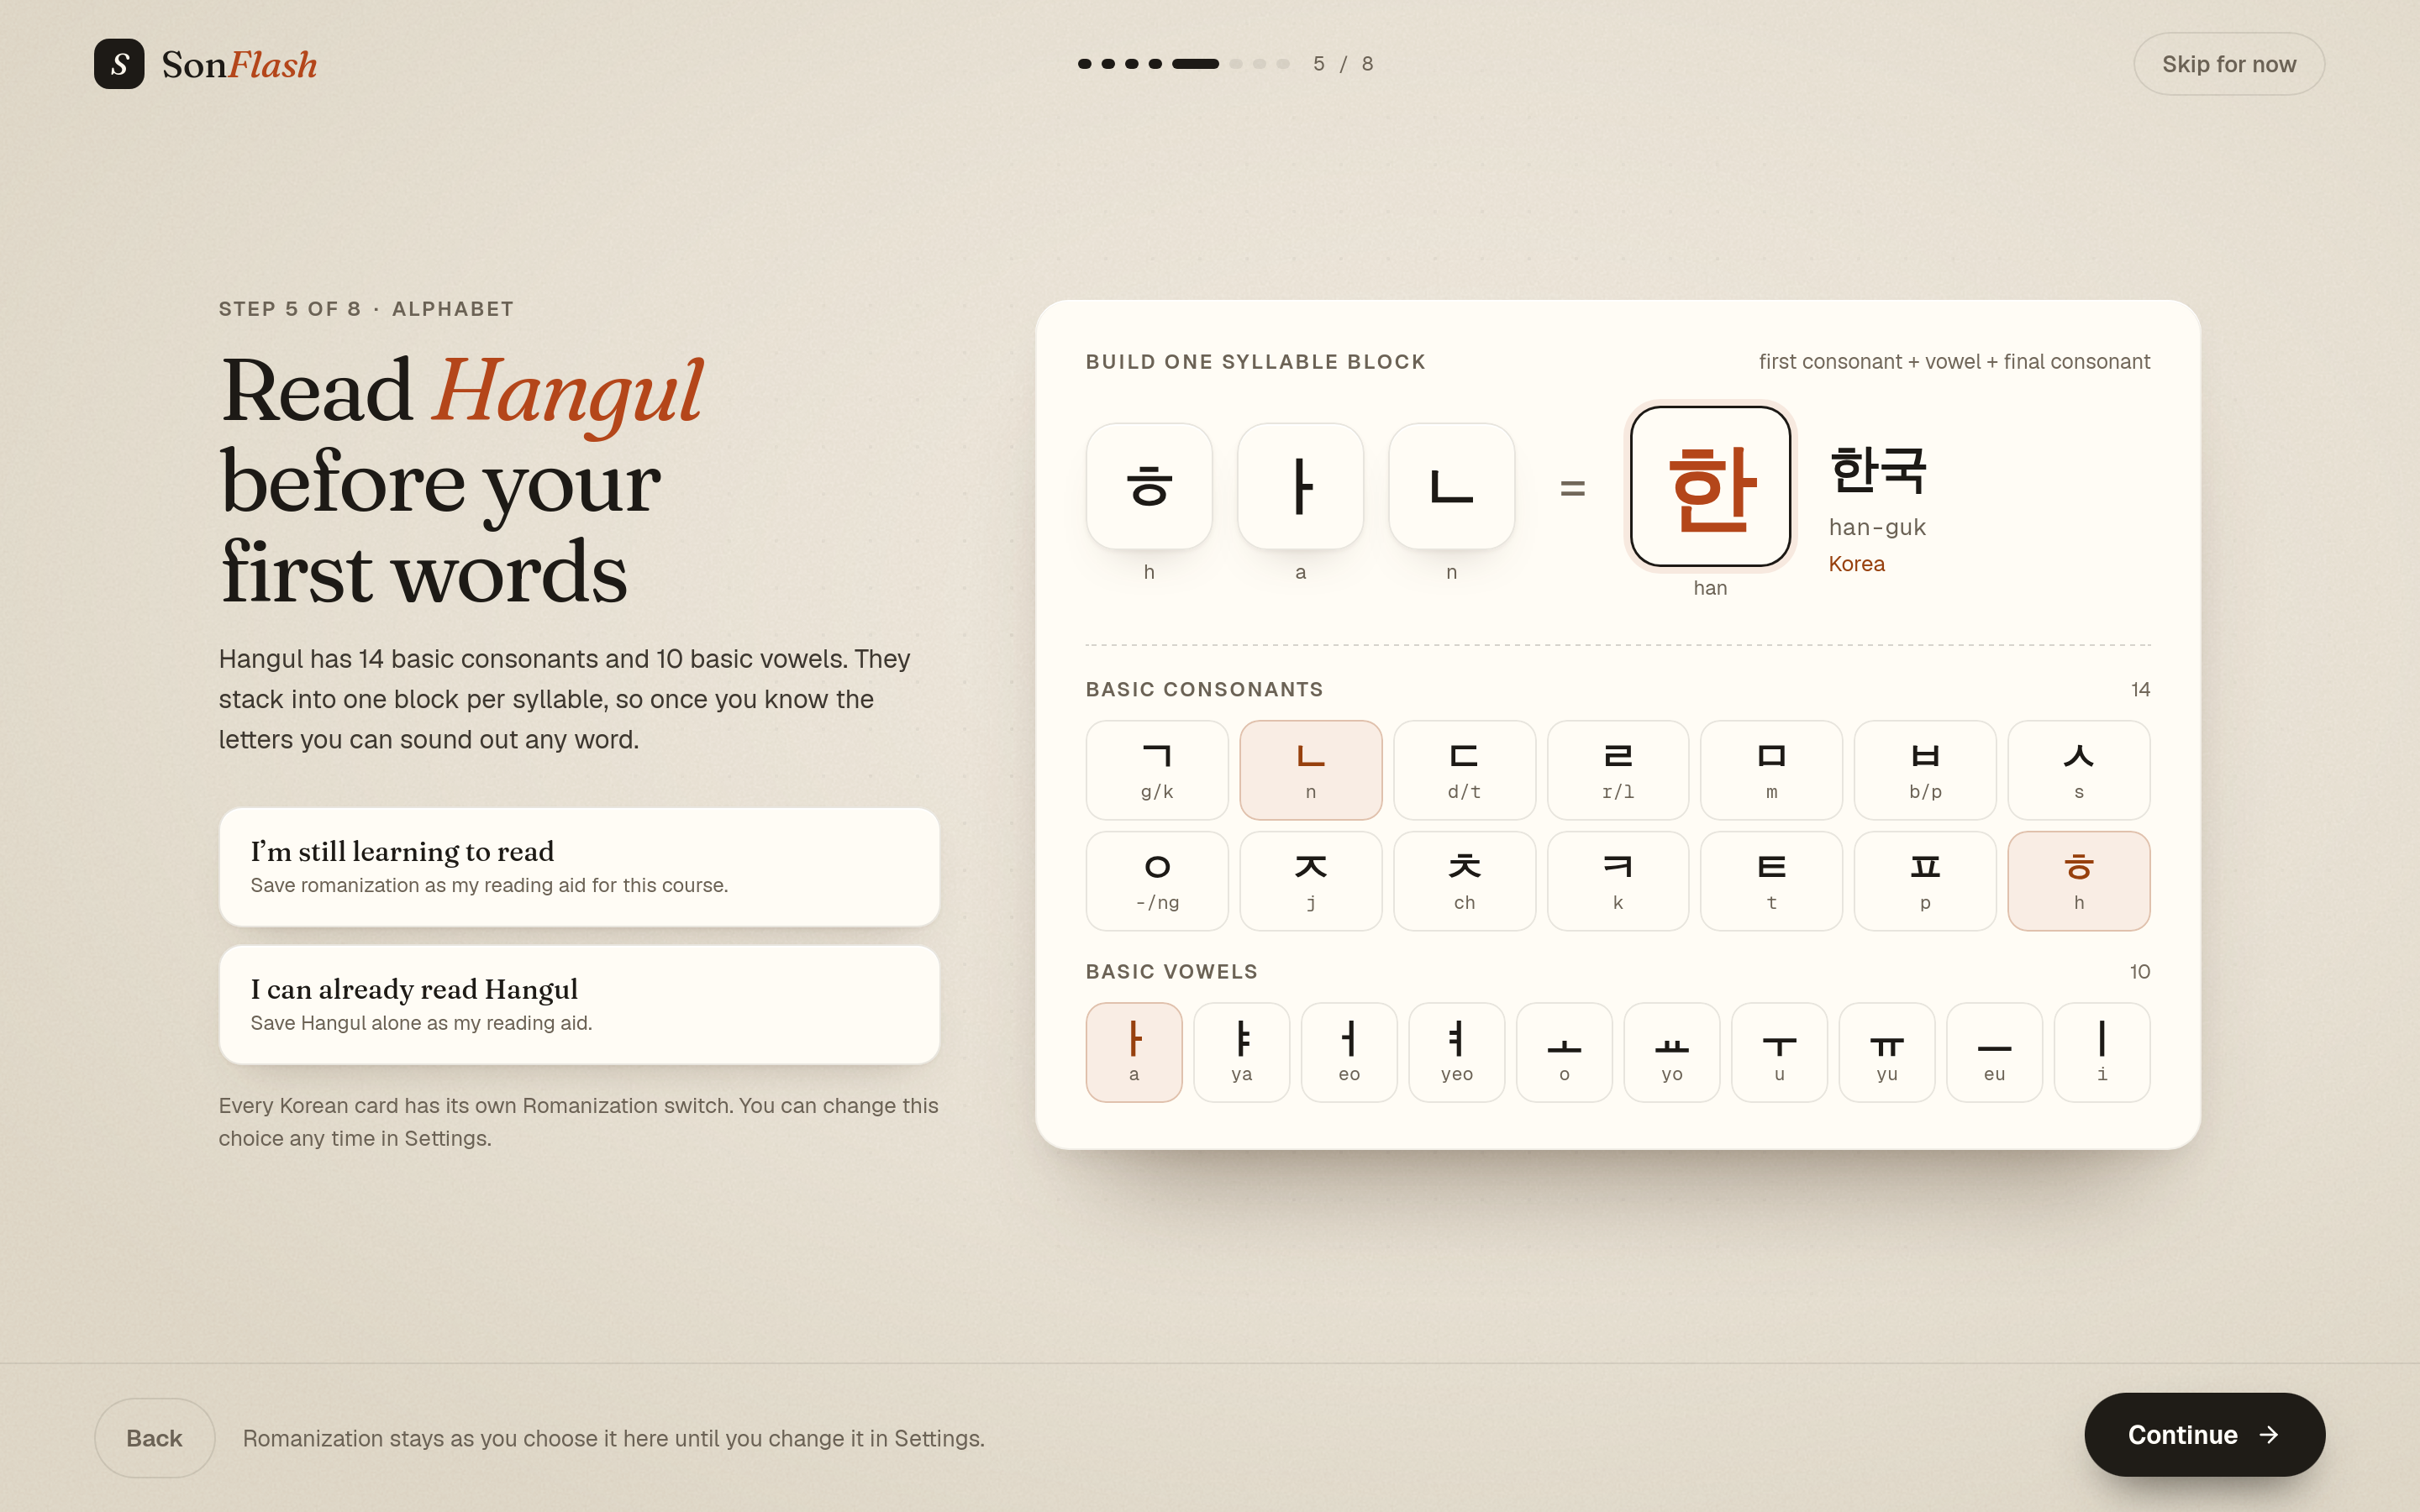 S SonFlash
5 / 8
Skip for now
STEP 5 OF 8 · ALPHABET
Read Hangul
before your
first words
Hangul has 14 basic consonants and 10 basic vowels. They
stack into one block per syllable, so once you know the
letters you can sound out any word.
I’m still learning to read
Save romanization as my reading aid for this course.
I can already read Hangul
Save Hangul alone as my reading aid.
Every Korean card has its own Romanization switch. You can change this
choice any time in Settings.
BUILD ONE SYLLABLE BLOCK
first consonant + vowel + final consonant
ㅎ ㅏ ㄴ = 한
h a n han
한국
han-guk
Korea
BASIC CONSONANTS 14
ㄱ ㄴ ㄷ ㄹ ㅁ ㅂ ㅅ
g/k n d/t r/l m b/p s
ㅇ ㅈ ㅊ ㅋ ㅌ ㅍ ㅎ
-/ng j ch k t p h
BASIC VOWELS 10
ㅏ ㅑ ㅓ ㅕ ㅗ ㅛ ㅜ ㅠ ㅡ ㅣ
a ya eo yeo o yo u yu eu i
Back
Romanization stays as you choose it here until you change it in Settings.
Continue →